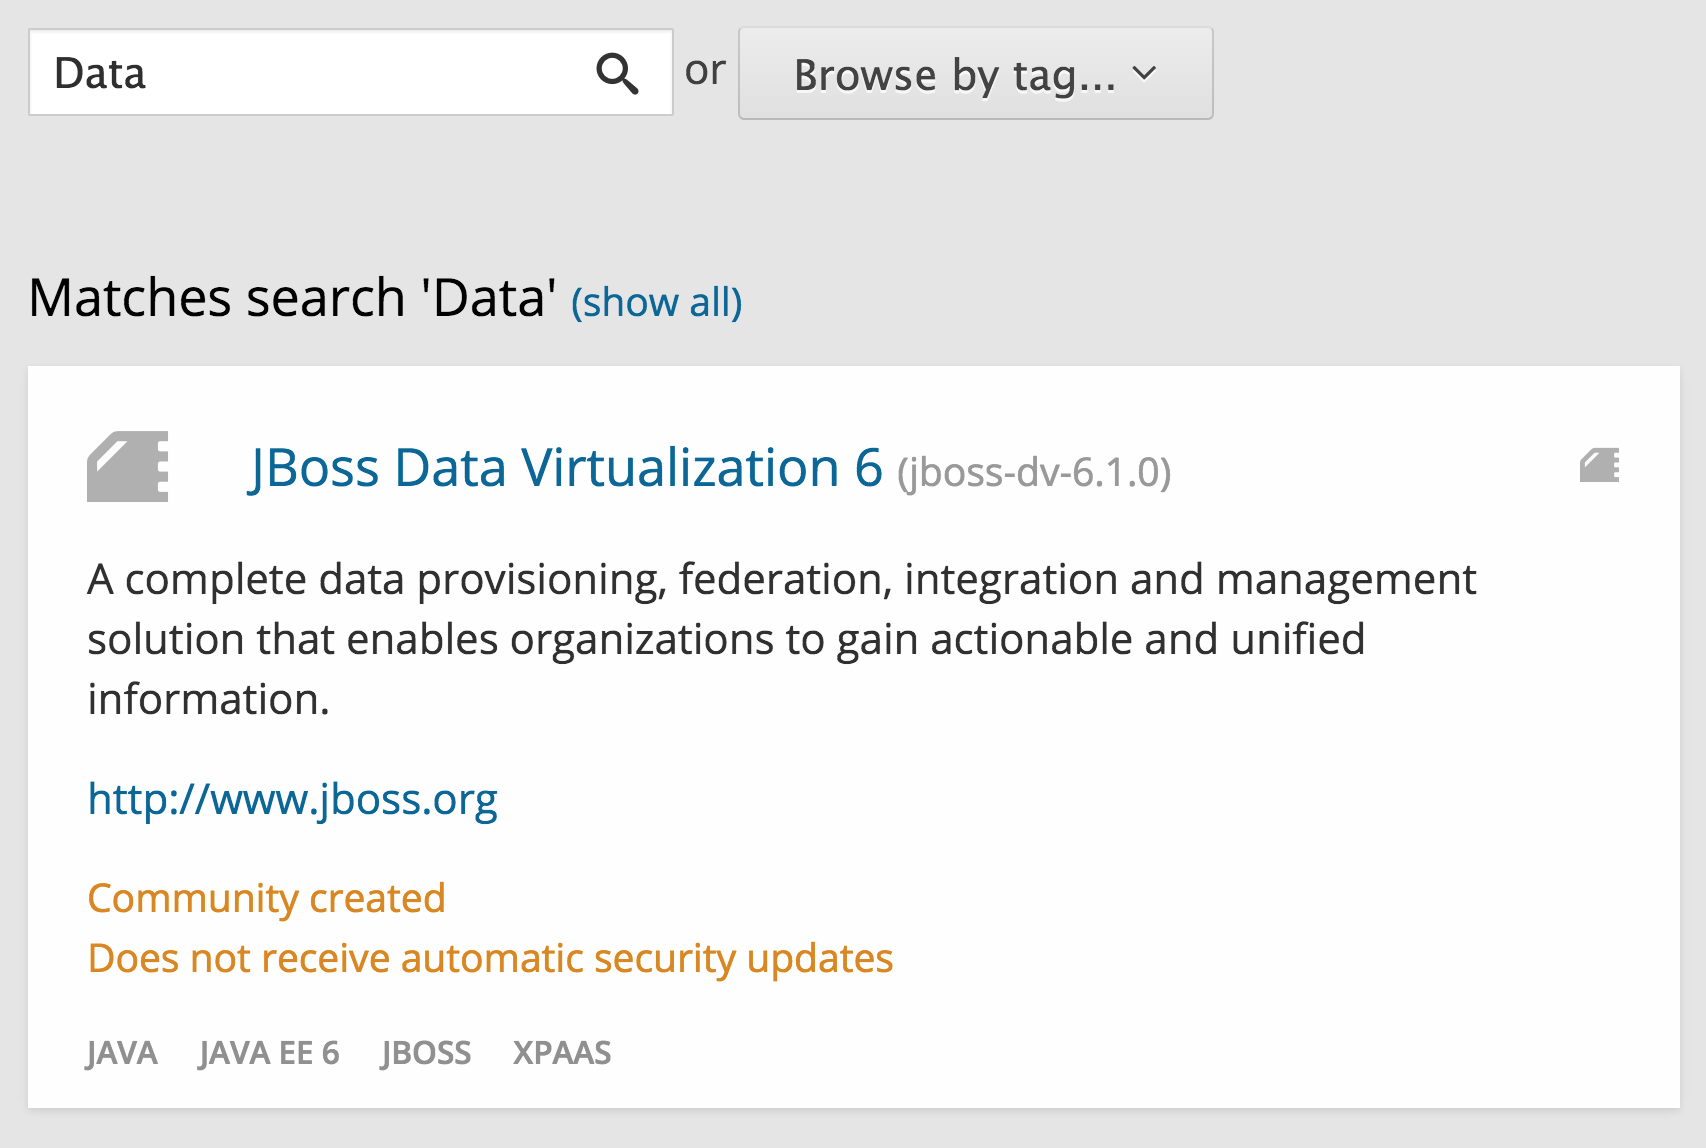 Data or Browse by tag...
Matches search 'Data' (show all)
JBoss Data Virtualization 6 (jboss-dv-6.1.0)
A complete data provisioning, federation, integration and management
solution that enables organizations to gain actionable and unified
information.
http://www.jboss.org
Community created
Does not receive automatic security updates
JAVA JAVA EE 6 JBOSS XPAAS